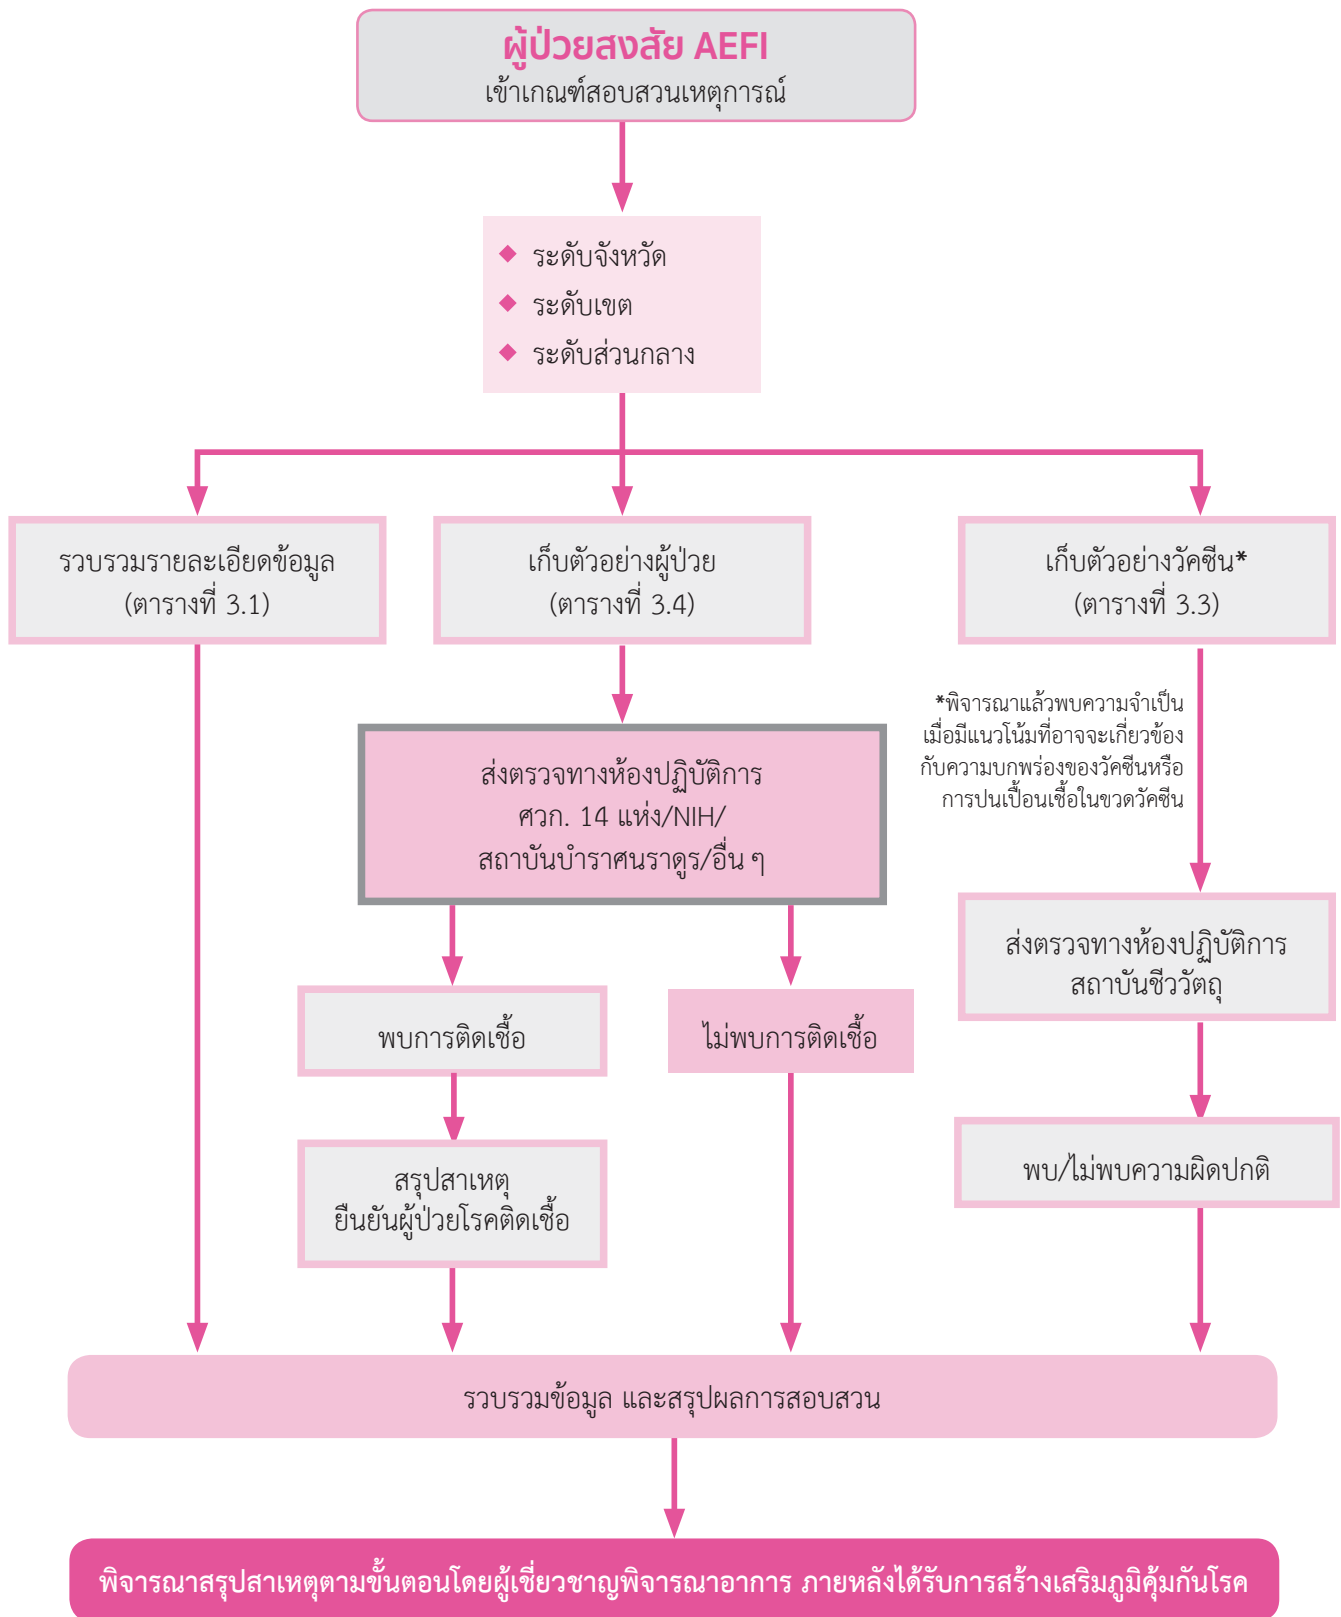 ผู้ป่วยสงสัย AEFI
เข้าเกณฑ์สอบสวนเหตุการณ์
◆ ระดับจังหวัด
◆ ระดับเขต
◆ ระดับส่วนกลาง
รวบรวมรายละเอียดข้อมูล
(ตารางที่ 3.1)
เก็บตัวอย่างผู้ป่วย
(ตารางที่ 3.4)
เก็บตัวอย่างวัคซีน*
(ตารางที่ 3.3)
*พิจารณาแล้วพบความจำเป็น
เมื่อมีแนวโน้มที่อาจจะเกี่ยวข้อง
กับความบกพร่องของวัคซีนหรือ
การปนเปื้อนเชื้อในขวดวัคซีน
ส่งตรวจทางห้องปฏิบัติการ
ศวก. 14 แห่ง/NIH/
สถาบันบำราศนราดูร/อื่น ๆ
ส่งตรวจทางห้องปฏิบัติการ
สถาบันชีววัตถุ
พบการติดเชื้อ
ไม่พบการติดเชื้อ
พบ/ไม่พบความผิดปกติ
สรุปสาเหตุ
ยืนยันผู้ป่วยโรคติดเชื้อ
รวบรวมข้อมูล และสรุปผลการสอบสวน
พิจารณาสรุปสาเหตุตามขั้นตอนโดยผู้เชี่ยวชาญพิจารณาอาการ ภายหลังได้รับการสร้างเสริมภูมิคุ้มกันโรค